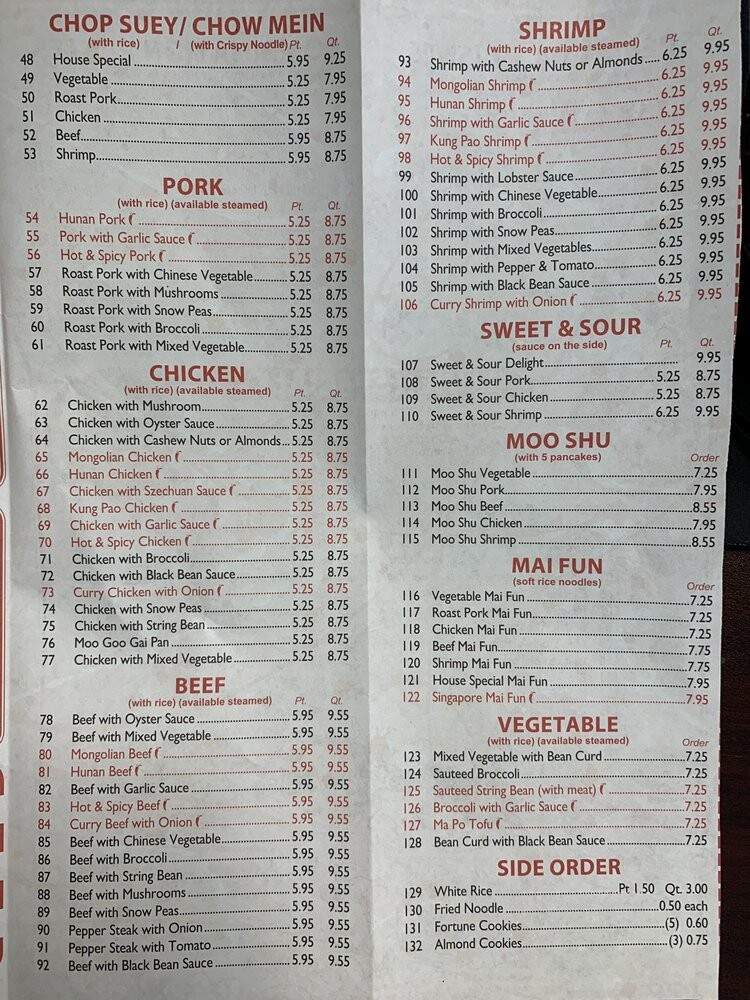 CHOP SUEY/ CHOW MEIN
(with rice) / (with Crispy Noodle) Pt. Qt.
48 House Special 5.95 9.25
49 Vegetable 5.25 7.95
50 Roast Pork 5.25 7.95
51 Chicken 5.25 7.95
52 Beef 5.95 8.75
53 Shrimp 5.95 8.75
PORK
(with rice) (available steamed) Pt. Qt.
54 Hunan Pork 5.25 8.75
55 Pork with Garlic Sauce 5.25 8.75
56 Hot & Spicy Pork 5.25 8.75
57 Roast Pork with Chinese Vegetable 5.25 8.75
58 Roast Pork with Mushrooms 5.25 8.75
59 Roast Pork with Snow Peas 5.25 8.75
60 Roast Pork with Broccoli 5.25 8.75
61 Roast Pork with Mixed Vegetable 5.25 8.75
CHICKEN
(with rice) (available steamed) Pt. Qt.
62 Chicken with Mushroom 5.25 8.75
63 Chicken with Oyster Sauce 5.25 8.75
64 Chicken with Cashew Nuts or Almonds 5.25 8.75
65 Mongolian Chicken 5.25 8.75
66 Hunan Chicken 5.25 8.75
67 Chicken with Szechuan Sauce 5.25 8.75
68 Kung Pao Chicken 5.25 8.75
69 Chicken with Garlic Sauce 5.25 8.75
70 Hot & Spicy Chicken 5.25 8.75
71 Chicken with Broccoli 5.25 8.75
72 Chicken with Black Bean Sauce 5.25 8.75
73 Curry Chicken with Onion 5.25 8.75
74 Chicken with Snow Peas 5.25 8.75
75 Chicken with String Bean 5.25 8.75
76 Moo Goo Gai Pan 5.25 8.75
77 Chicken with Mixed Vegetable 5.25 8.75
BEEF
(with rice) (available steamed) Pt. Qt.
78 Beef with Oyster Sauce 5.95 9.55
79 Beef with Mixed Vegetable 5.95 9.55
80 Mongolian Beef 5.95 9.55
81 Hunan Beef 5.95 9.55
82 Beef with Garlic Sauce 5.95 9.55
83 Hot & Spicy Beef 5.95 9.55
84 Curry Beef with Onion 5.95 9.55
85 Beef with Chinese Vegetable 5.95 9.55
86 Beef with Broccoli 5.95 9.55
87 Beef with String Bean 5.95 9.55
88 Beef with Mushrooms 5.95 9.55
89 Beef with Snow Peas 5.95 9.55
90 Pepper Steak with Onion 5.95 9.55
91 Pepper Steak with Tomato 5.95 9.55
92 Beef with Black Bean Sauce 5.95 9.55
SHRIMP
(with rice) (available steamed) Pt. Qt.
93 Shrimp with Cashew Nuts or Almonds 6.25 9.95
94 Mongolian Shrimp 6.25 9.95
95 Hunan Shrimp 6.25 9.95
96 Shrimp with Garlic Sauce 6.25 9.95
97 Kung Pao Shrimp 6.25 9.95
98 Hot & Spicy Shrimp 6.25 9.95
99 Shrimp with Lobster Sauce 6.25 9.95
100 Shrimp with Chinese Vegetable 6.25 9.95
101 Shrimp with Broccoli 6.25 9.95
102 Shrimp with Snow Peas 6.25 9.95
103 Shrimp with Mixed Vegetables 6.25 9.95
104 Shrimp with Pepper & Tomato 6.25 9.95
105 Shrimp with Black Bean Sauce 6.25 9.95
106 Curry Shrimp with Onion 6.25 9.95
SWEET & SOUR
(sauce on the side) Pt. Qt.
107 Sweet & Sour Delight 9.95
108 Sweet & Sour Pork 5.25 8.75
109 Sweet & Sour Chicken 5.25 8.75
110 Sweet & Sour Shrimp 6.25 9.95
MOO SHU
(with 5 pancakes) Order
111 Moo Shu Vegetable 7.25
112 Moo Shu Pork 7.95
113 Moo Shu Beef 8.55
114 Moo Shu Chicken 7.95
115 Moo Shu Shrimp 8.55
MAI FUN
(soft rice noodles) Order
116 Vegetable Mai Fun 7.25
117 Roast Pork Mai Fun 7.25
118 Chicken Mai Fun 7.25
119 Beef Mai Fun 7.75
120 Shrimp Mai Fun 7.75
121 House Special Mai Fun 7.95
122 Singapore Mai Fun 7.95
VEGETABLE
(with rice) (available steamed) Order
123 Mixed Vegetable with Bean Curd 7.25
124 Sauteed Broccoli 7.25
125 Sauteed String Bean (with meat) 7.25
126 Broccoli with Garlic Sauce 7.25
127 Ma Po Tofu 7.25
128 Bean Curd with Black Bean Sauce 7.25
SIDE ORDER
129 White Rice Pt 1.50 Qt. 3.00
130 Fried Noodle 0.50 each
131 Fortune Cookies (5) 0.60
132 Almond Cookies (3) 0.75